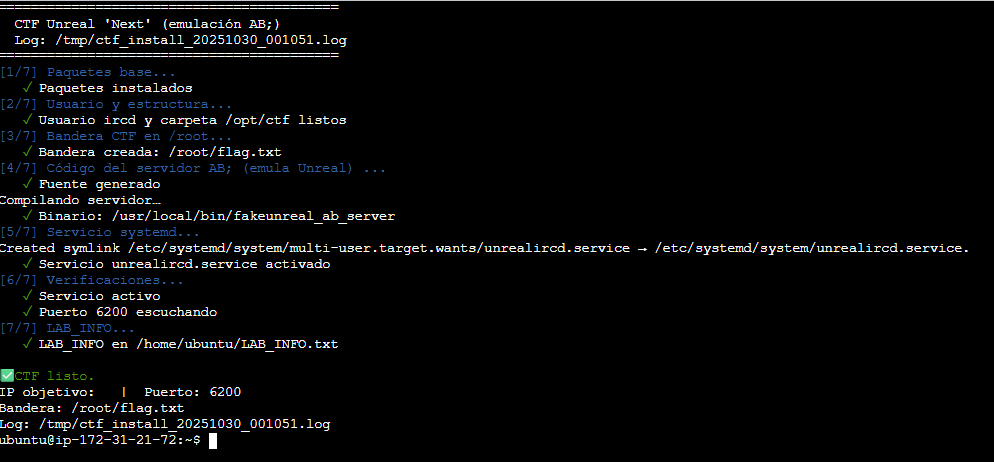 ==========================================
CTF Unreal 'Next' (emulación AB;)
Log: /tmp/ctf_install_20251030_001051.log
==========================================
[1/7] Paquetes base...
✓ Paquetes instalados
[2/7] Usuario y estructura...
✓ Usuario ircd y carpeta /opt/ctf listos
[3/7] Bandera CTF en /root...
✓ Bandera creada: /root/flag.txt
[4/7] Código del servidor AB; (emula Unreal) ...
✓ Fuente generado
Compilando servidor…
✓ Binario: /usr/local/bin/fakeunreal_ab_server
[5/7] Servicio systemd...
Created symlink /etc/systemd/system/multi-user.target.wants/unrealircd.service → /etc/systemd/system/unrealircd.service.
✓ Servicio unrealircd.service activado
[6/7] Verificaciones...
✓ Servicio activo
✓ Puerto 6200 escuchando
[7/7] LAB_INFO...
✓ LAB_INFO en /home/ubuntu/LAB_INFO.txt
✅CTF listo.
IP objetivo:   |  Puerto: 6200
Bandera: /root/flag.txt
Log: /tmp/ctf_install_20251030_001051.log
ubuntu@ip-172-31-21-72:~$